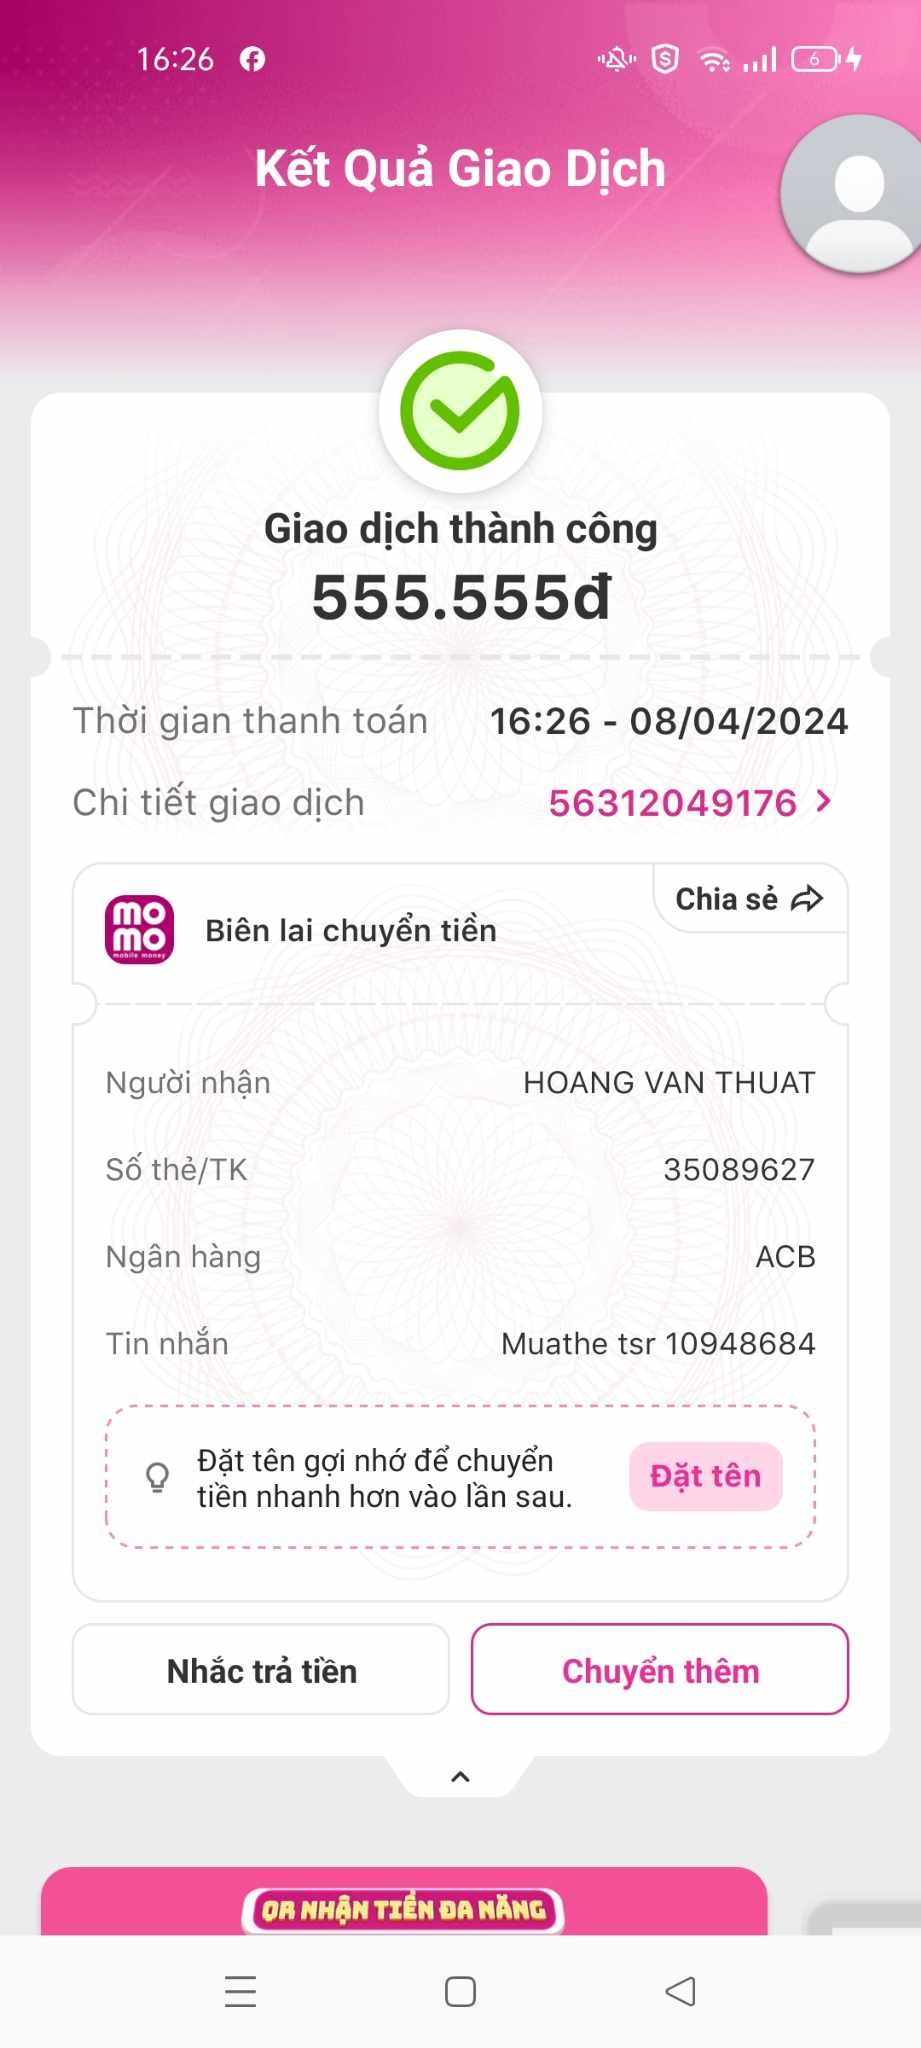 16:26
6
Kết Quả Giao Dịch
Giao dịch thành công
555.555đ
Thời gian thanh toán 16:26 - 08/04/2024
Chi tiết giao dịch 56312049176
Chia sẻ
mo
mo
mobile money
Biên lai chuyển tiền
Người nhận HOANG VAN THUAT
Số thẻ/TK 35089627
Ngân hàng ACB
Tin nhắn Muathe tsr 10948684
Đặt tên gợi nhớ để chuyển
tiền nhanh hơn vào lần sau.
Đặt tên
Nhắc trả tiền Chuyển thêm
QR NHẬN TIỀN ĐA NĂNG